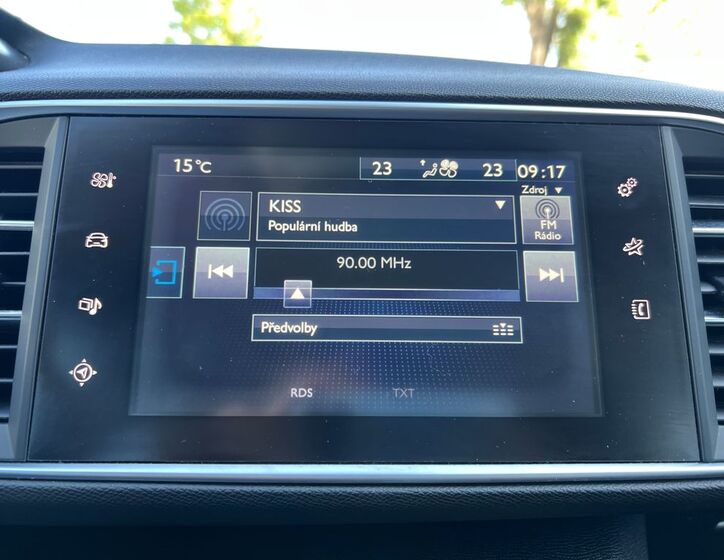 15°C 23 23 09:17
Zdroj
KISS
Populární hudba
FM
Rádio
90.00 MHz
Předvolby
RDS TXT